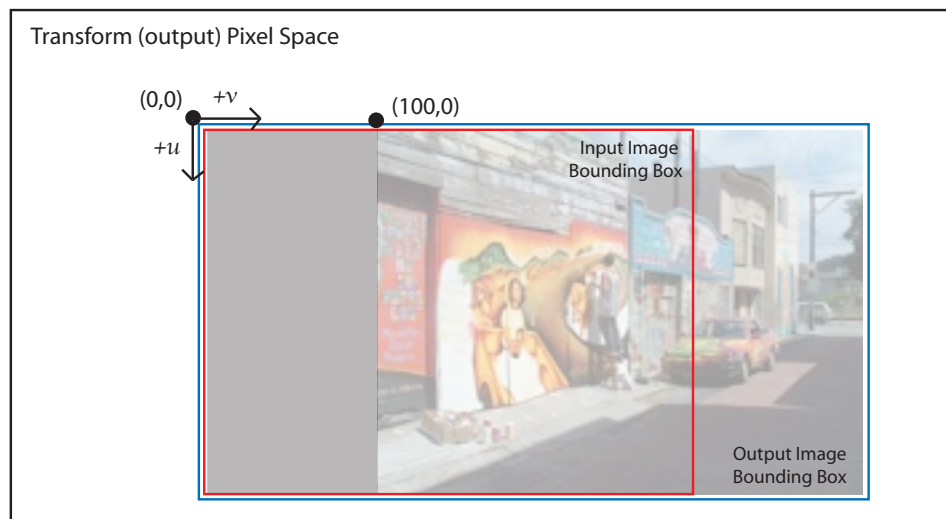 Transform (output) Pixel Space
(0,0)
+v
(100,0)
+u
Input Image
Bounding Box
Output Image
Bounding Box